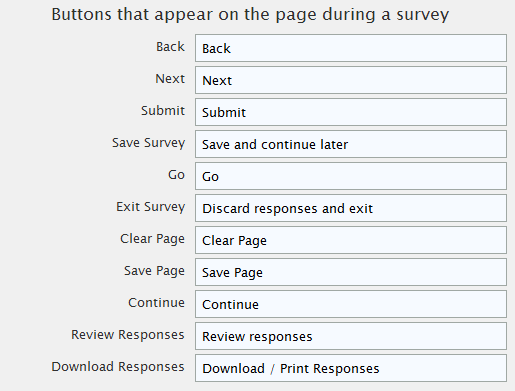 Buttons that appear on the page during a survey
Back Back
Next Next
Submit Submit
Save Survey Save and continue later
Go Go
Exit Survey Discard responses and exit
Clear Page Clear Page
Save Page Save Page
Continue Continue
Review Responses Review responses
Download Responses Download / Print Responses